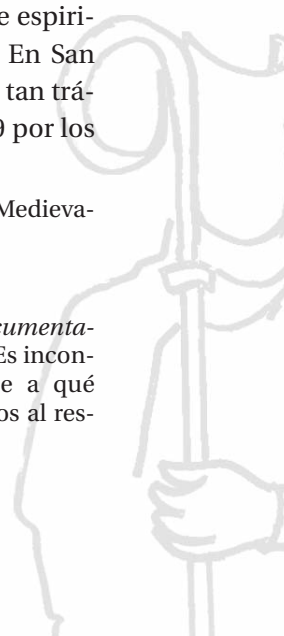 e espiri-
En San
tan trá-
9 por los
Medieva-
cumenta-
Es incon-
e a qué
os al res-